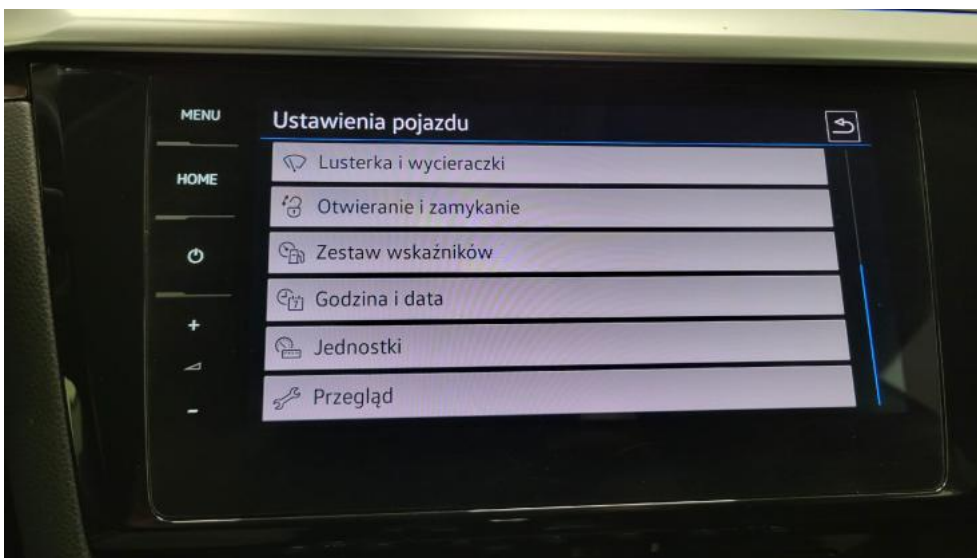 MENU
Ustawienia pojazdu
Lusterka i wycieraczki
HOME
Otwieranie i zamykanie
Zestaw wskaźników
Godzina i data
+
Jednostki
Przegląd
-